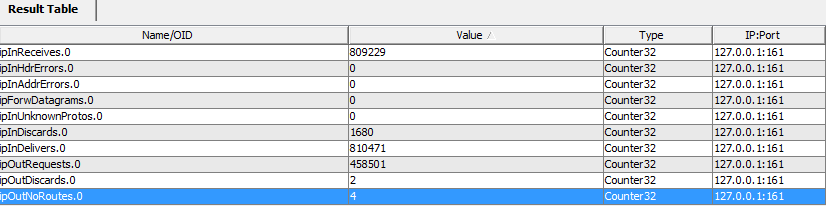 Result Table
Name/OID Value Type IP:Port
ipInReceives.0 809229 Counter32 127.0.0.1:161
ipInHdrErrors.0 0 Counter32 127.0.0.1:161
ipInAddrErrors.0 0 Counter32 127.0.0.1:161
ipForwDatagrams.0 0 Counter32 127.0.0.1:161
ipInUnknownProtos.0 0 Counter32 127.0.0.1:161
ipInDiscards.0 1680 Counter32 127.0.0.1:161
ipInDelivers.0 810471 Counter32 127.0.0.1:161
ipOutRequests.0 458501 Counter32 127.0.0.1:161
ipOutDiscards.0 2 Counter32 127.0.0.1:161
ipOutNoRoutes.0 4 Counter32 127.0.0.1:161